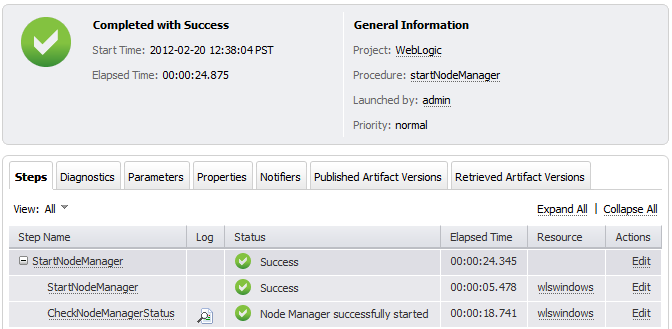 Completed with Success
Start Time: 2012-02-20 12:38:04 PST
Elapsed Time: 00:00:24.875
General Information
Project: WebLogic
Procedure: startNodeManager
Launched by: admin
Priority: normal
Steps Diagnostics Parameters Properties Notifiers Published Artifact Versions Retrieved Artifact Versions
View: All Expand All | Collapse All
Step Name Log Status Elapsed Time Resource Actions
StartNodeManager Success 00:00:24.345 Edit
StartNodeManager Success 00:00:05.478 wlswindows Edit
CheckNodeManagerStatus Node Manager successfully started 00:00:18.741 wlswindows Edit